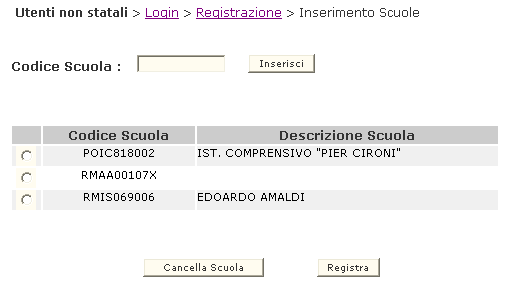 Utenti non statali > Login > Registrazione > Inserimento Scuole
Codice Scuola : Inserisci
Codice Scuola Descrizione Scuola
POIC818002 IST. COMPRENSIVO "PIER CIRONI"
RMAA00107X
RMIS069006 EDOARDO AMALDI
Cancella Scuola Registra